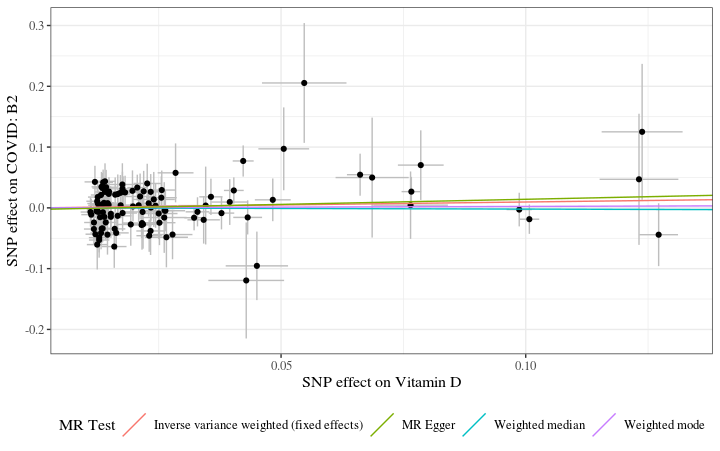 0.3
0.2
0.1
0.0
-0.1
-0.2
SNP effect on COVID: B2
0.05 0.10
SNP effect on Vitamin D
MR Test Inverse variance weighted (fixed effects) MR Egger Weighted median Weighted mode